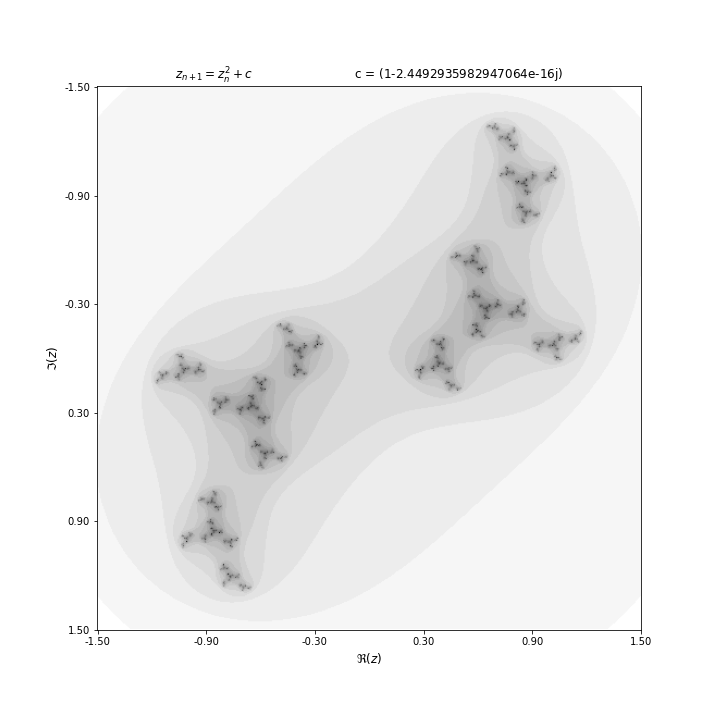 $z_{n+1} = z_n^2 + c$ c = (1-2.4492935982947064e-16j)
-1.50
-0.90
-0.30
ℑ(z)
0.30
0.90
1.50
-1.50 -0.90 -0.30 0.30 0.90 1.50
ℜ(z)